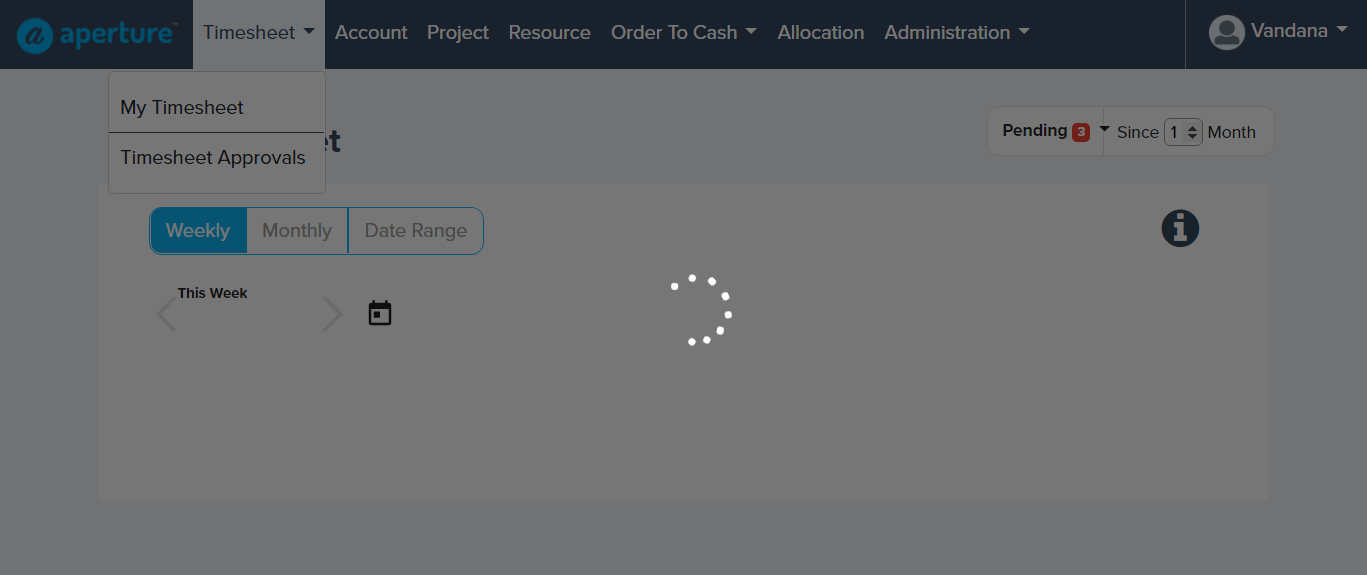 aperture™ Timesheet Account Project Resource Order To Cash Allocation Administration Vandana
My Timesheet
Timesheet Approvals
et
Pending 3 Since 1 Month
Weekly Monthly Date Range
This Week